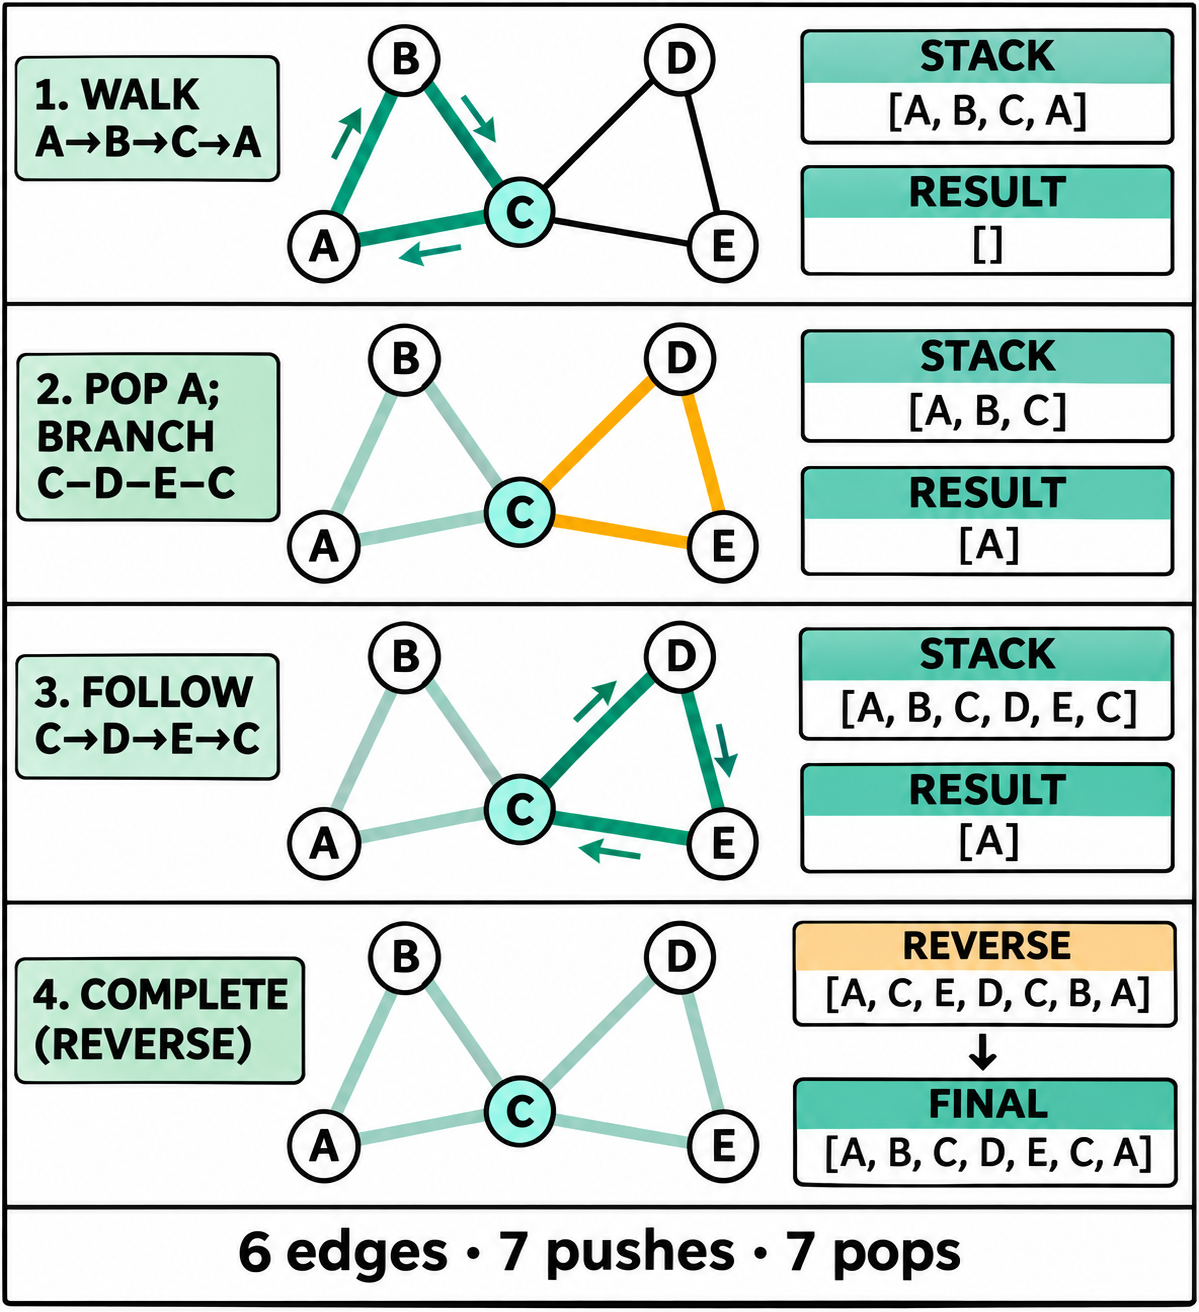 1. WALK
A→B→C→A
B
D
A
C
E
STACK
[A, B, C, A]
RESULT
[]
2. POP A;
BRANCH
C–D–E–C
B
D
A
C
E
STACK
[A, B, C]
RESULT
[A]
3. FOLLOW
C→D→E→C
B
D
A
C
E
STACK
[A, B, C, D, E, C]
RESULT
[A]
4. COMPLETE
(REVERSE)
B
D
A
C
E
REVERSE
[A, C, E, D, C, B, A]
↓
FINAL
[A, B, C, D, E, C, A]
6 edges · 7 pushes · 7 pops